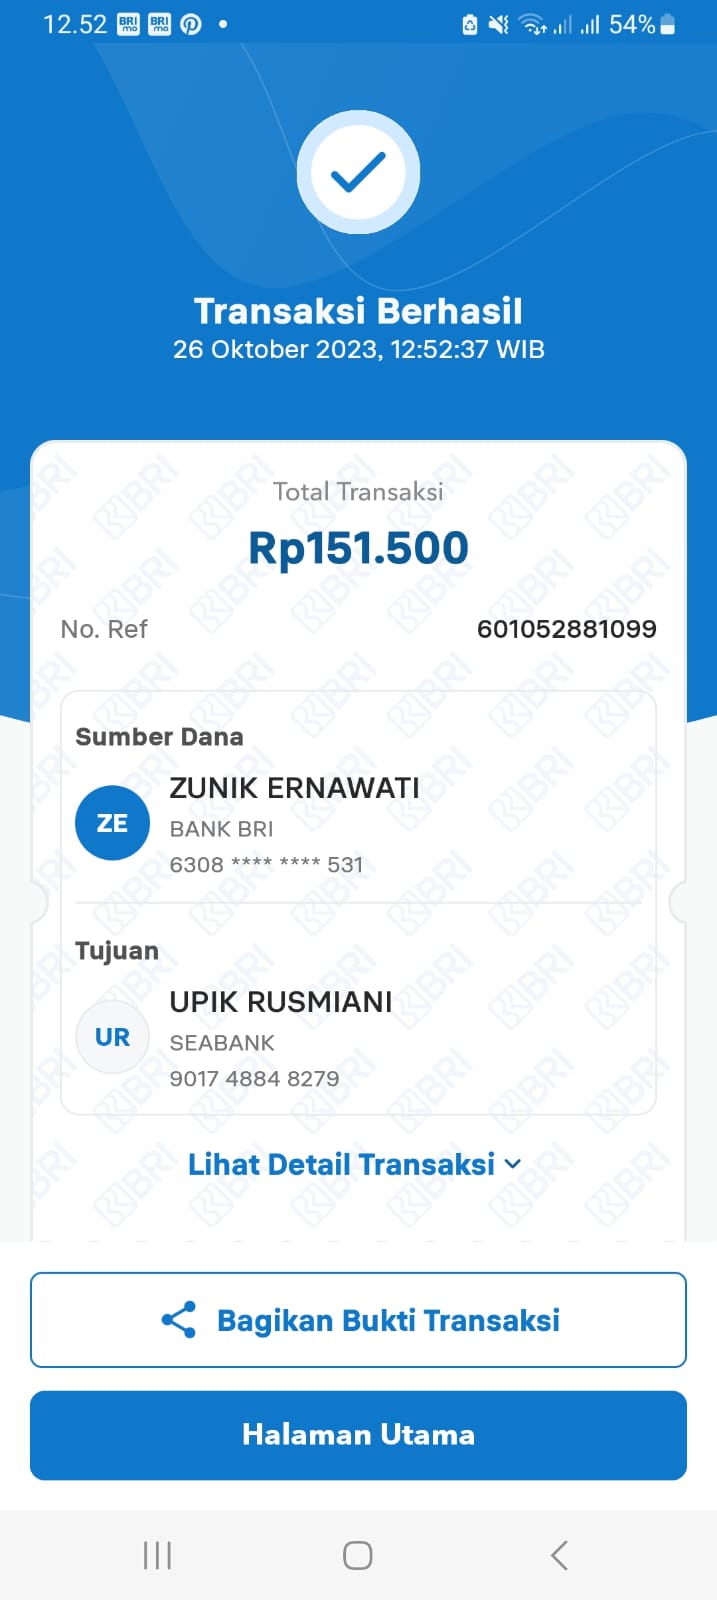 12.52 BRI mo BRI mo 54%
Transaksi Berhasil
26 Oktober 2023, 12:52:37 WIB
Total Transaksi
Rp151.500
No. Ref 601052881099
Sumber Dana
ZE ZUNIK ERNAWATI
BANK BRI
6308 **** **** 531
Tujuan
UR UPIK RUSMIANI
SEABANK
9017 4884 8279
Lihat Detail Transaksi
Bagikan Bukti Transaksi
Halaman Utama